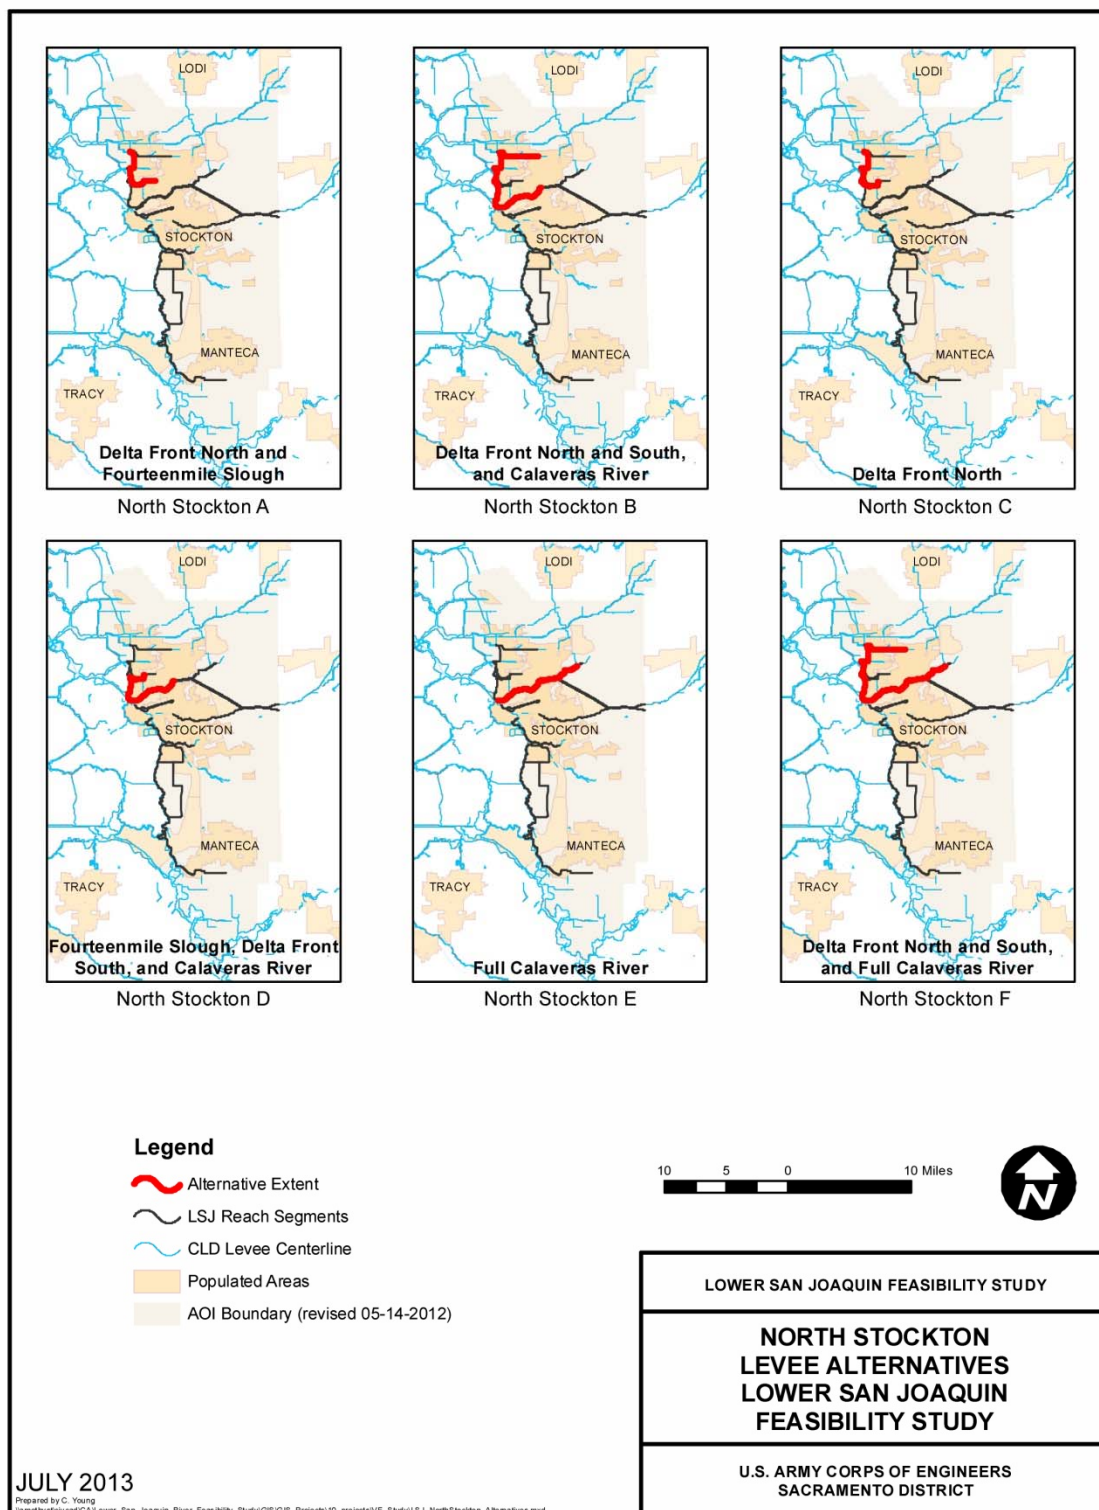 LODI
STOCKTON
MANTECA
TRACY
Delta Front North and
Fourteenmile Slough
North Stockton A
LODI
STOCKTON
MANTECA
TRACY
Delta Front North and South,
and Calaveras River
North Stockton B
LODI
STOCKTON
MANTECA
TRACY
Delta Front North
North Stockton C
LODI
STOCKTON
MANTECA
TRACY
Fourteenmile Slough, Delta Front
South, and Calaveras River
North Stockton D
LODI
STOCKTON
MANTECA
TRACY
Full Calaveras River
North Stockton E
LODI
STOCKTON
MANTECA
TRACY
Delta Front North and South,
and Full Calaveras River
North Stockton F
Legend
Alternative Extent
LSJ Reach Segments
CLD Levee Centerline
Populated Areas
AOI Boundary (revised 05-14-2012)
10 5 0 10 Miles
N
LOWER SAN JOAQUIN FEASIBILITY STUDY
NORTH STOCKTON
LEVEE ALTERNATIVES
LOWER SAN JOAQUIN
FEASIBILITY STUDY
U.S. ARMY CORPS OF ENGINEERS
SACRAMENTO DISTRICT
JULY 2013
Prepared by C. Young